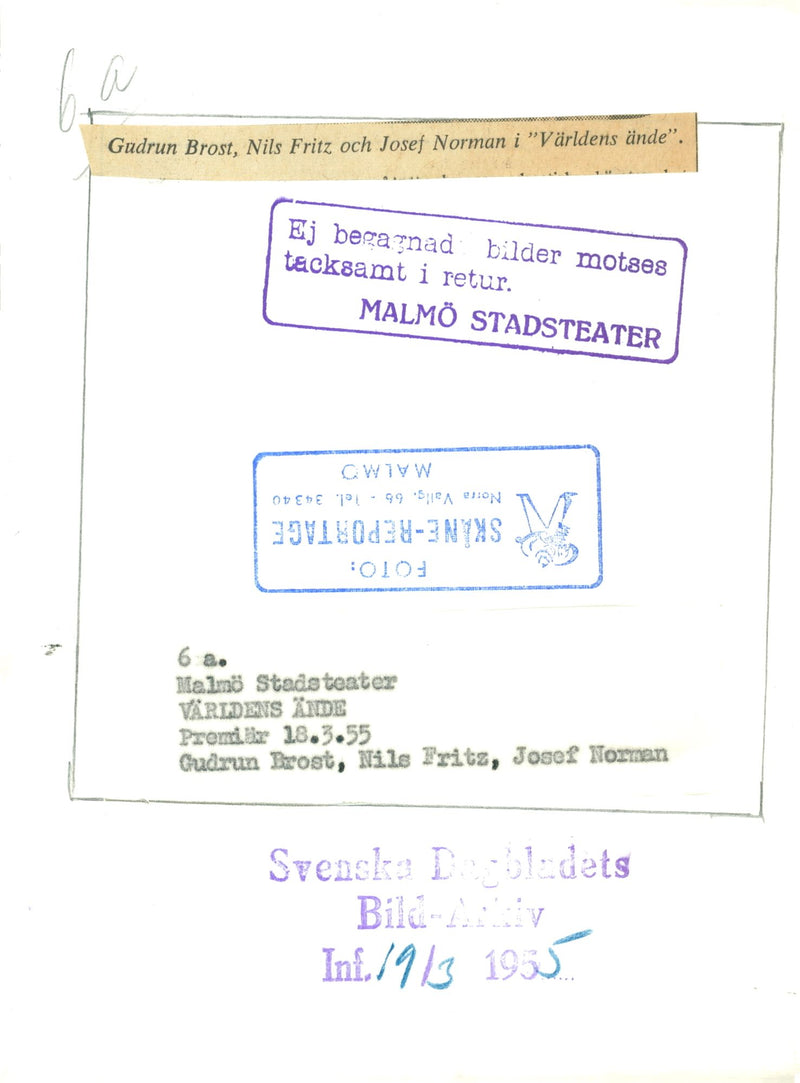 6 a
Gudrun Brost, Nils Fritz och Josef Norman i "Världens ände".
Ej begagnad bilder motses
tacksamt i retur.
MALMÖ STADSTEATER
FOTO:
SKÅNE-REPORTAGE
Norra Vallg. 66 - Tel. 34340
MALMÖ
6 a.
Malmö Stadsteater
VÄRLDENS ÄNDE
Premiär 18.3.55
Gudrun Brost, Nils Fritz, Josef Norman
Svenska Dagbladets
Bild-Arkiv
Inf. 19/3 1955